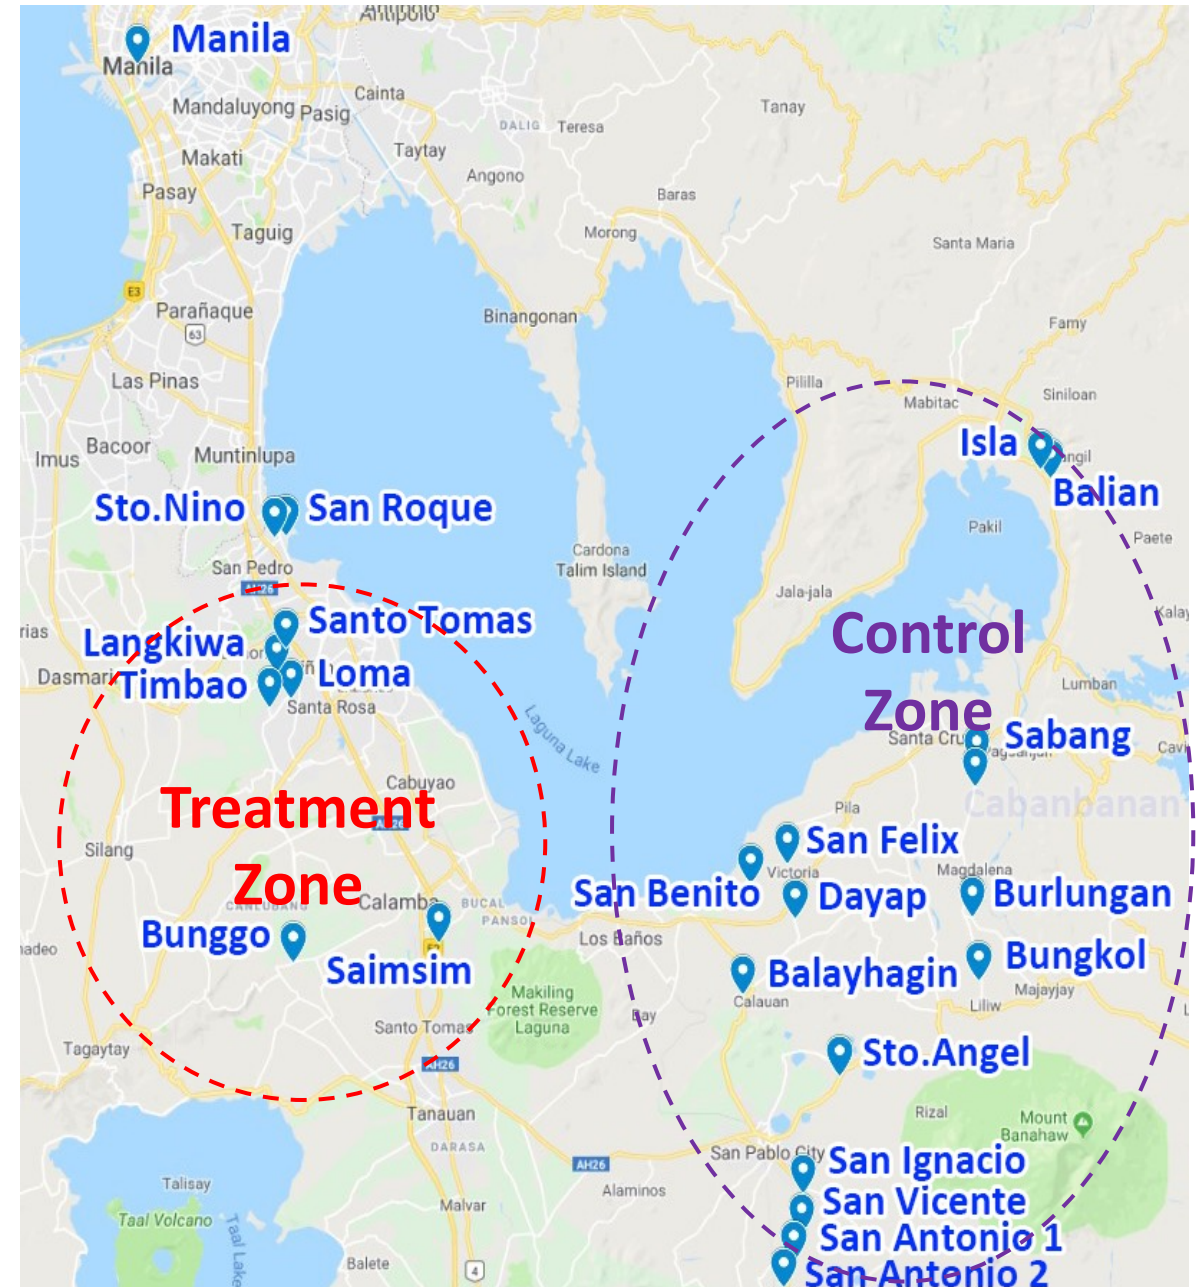 Antipolo
Manila
Manila
Mandaluyong
Pasig
Cainta
DALIG
Teresa
Tanay
Makati
Taytay
Angono
Pasay
Baras
Taguig
Morong
Santa Maria
E3
Parañaque
63
Binangonan
Famy
Las Pinas
Pililla
Mabitac
Siniloan
Bacoor
Imus
Muntinlupa
Isla
Balian
Sto.Nino
San Roque
Pakil
Paete
San Pedro
AH26
Cardona
Talim Island
Jala-jala
Santo Tomas
Langkiwa
Timbao
Loma
Control
Zone
Santa Rosa
Lumban
Laguna Lake
Sabang
Cabanbanan
Cabuyao
Treatment
Zone
Pila
San Felix
Silang
Victoria
Magdalena
San Benito
Dayap
Burlungan
Calamba
BUCAL
PANSOL
Bunggo
Saimsim
Los Baños
Balayhagin
Bungkol
Calauan
Majayjay
Liliw
Makiling
Forest Reserve
Laguna
Bay
Santo Tomas
Tagaytay
AH26
Sto.Angel
Tanauan
DARASA
Rizal
Mount
Banahaw
San Pablo City
AH26
San Ignacio
Alaminos
Talisay
Malvar
San Vicente
Taal Volcano
Taal Lake
San Antonio 1
San Antonio 2
Balete
4